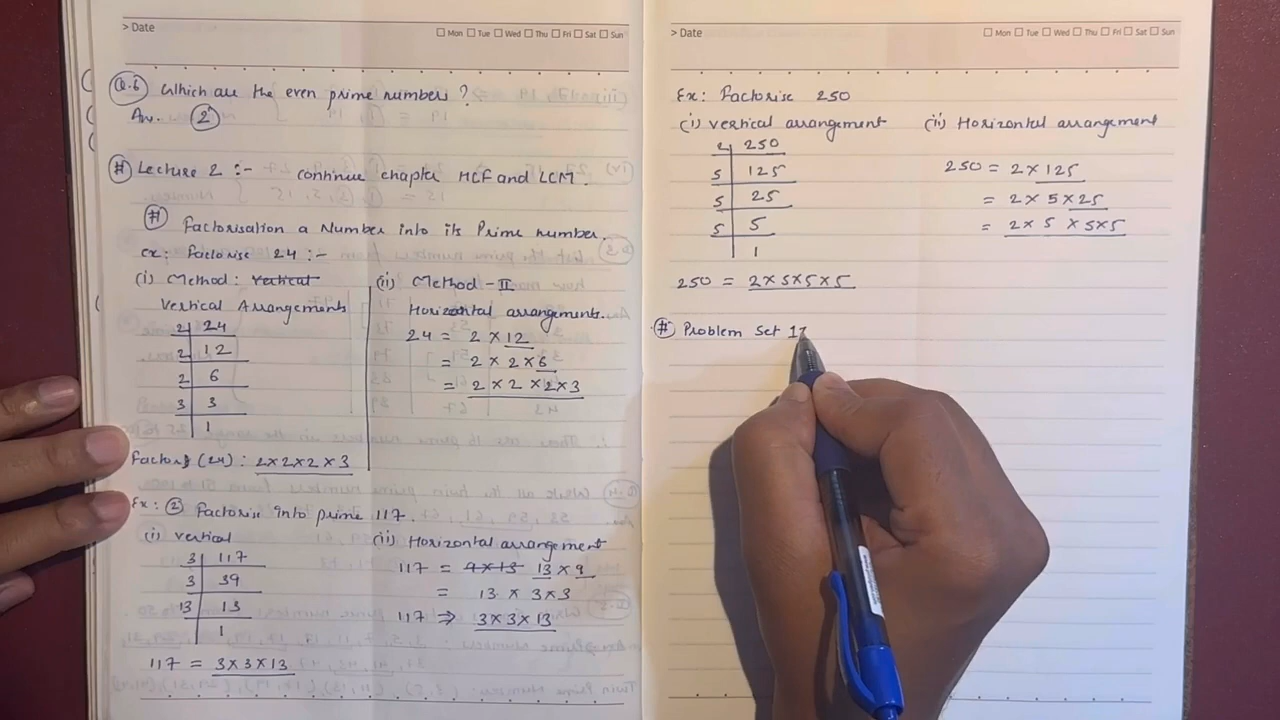 > Date
Mon Tue Wed Thu Fri Sat Sun
Q.6 Which are the even prime numbers?
An. 2
# Lecture 2 :- continue chapter HCF and LCM.
# Factorisation a Number into its Prime number.
ex: Factorise 24 :-
(i) Method: Vertical
Vertical Arrangements
2 24
2 12
2 6
3 3
1
Factors (24): 2×2×2×3
(ii) Method - II
Horizontal arrangements.
24 = 2 × 12
= 2 × 2×6
= 2 × 2 × 2×3
Ex: 2 Factorise into prime 117.
(i) vertical
3 117
3 39
13 13
1
117 = 3×3×13
(ii) Horizontal arrangement
117 = 9×13 13×9
= 13 × 3×3
117 ⇒ 3×3×13
> Date
Mon Tue Wed Thu Fri Sat Sun
Ex: Factorise 250
(i) vertical arrangement
2 250
5 125
5 25
5 5
1
250 = 2×5×5×5
(ii) Horizontal arrangement
250 = 2×125
= 2×5×25
= 2×5 ×5×5
# Problem set